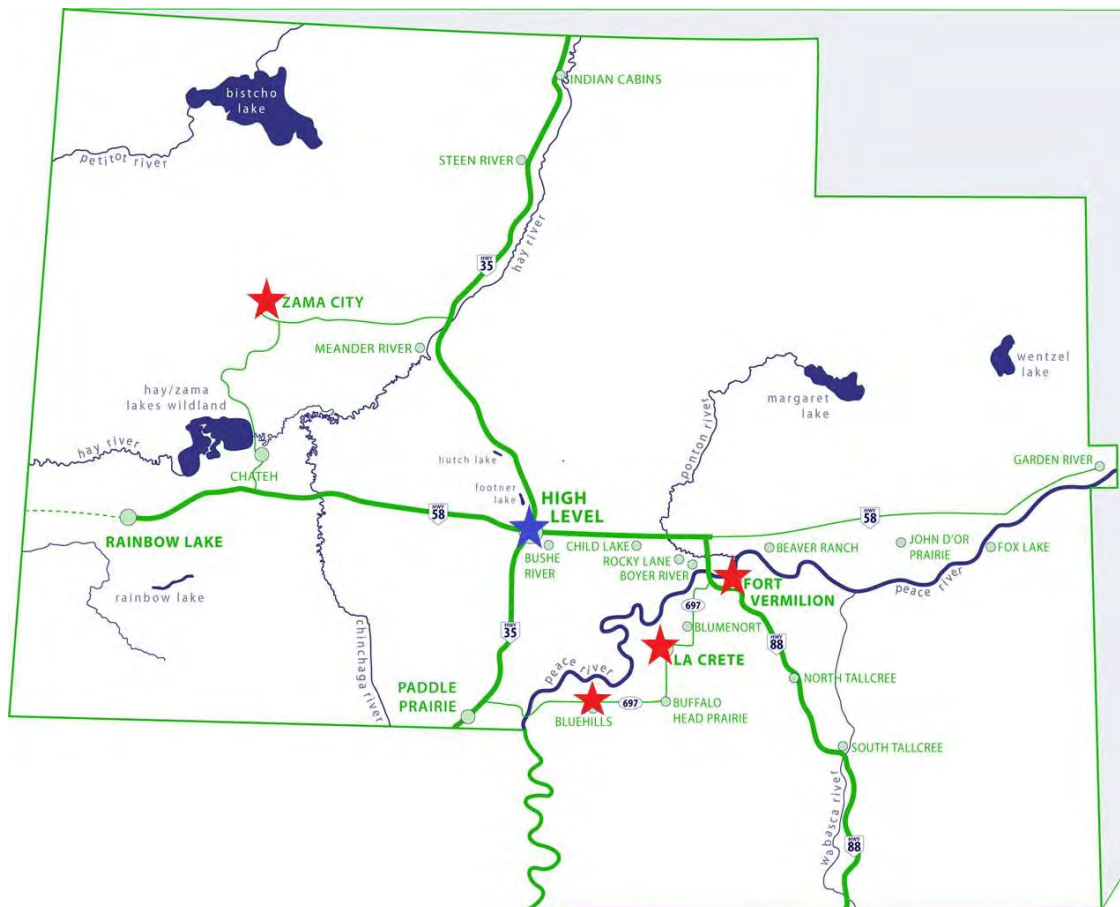 INDIAN CABINS
bistcho
lake
petitot river
STEEN RIVER
hay river
HWY
35
ZAMA CITY
MEANDER RIVER
wentzel
lake
margaret
lake
ponton river
hay/zama
lakes wildland
hay river
CHATEH
hutch lake
footner
lake
GARDEN RIVER
HIGH
LEVEL
HWY
58
HWY
58
RAINBOW LAKE
BUSHE
RIVER
CHILD LAKE
ROCKY LANE
BOYER RIVER
BEAVER RANCH
JOHN D'OR
PRAIRIE
FOX LAKE
peace river
FORT
VERMILION
rainbow lake
697
BLUMENORT
HWY
35
HWY
88
chinchaga river
LA CRETE
peace river
NORTH TALLCREE
PADDLE
PRAIRIE
BLUEHILLS
697
BUFFALO
HEAD PRAIRIE
SOUTH TALLCREE
wabasca river
HWY
88